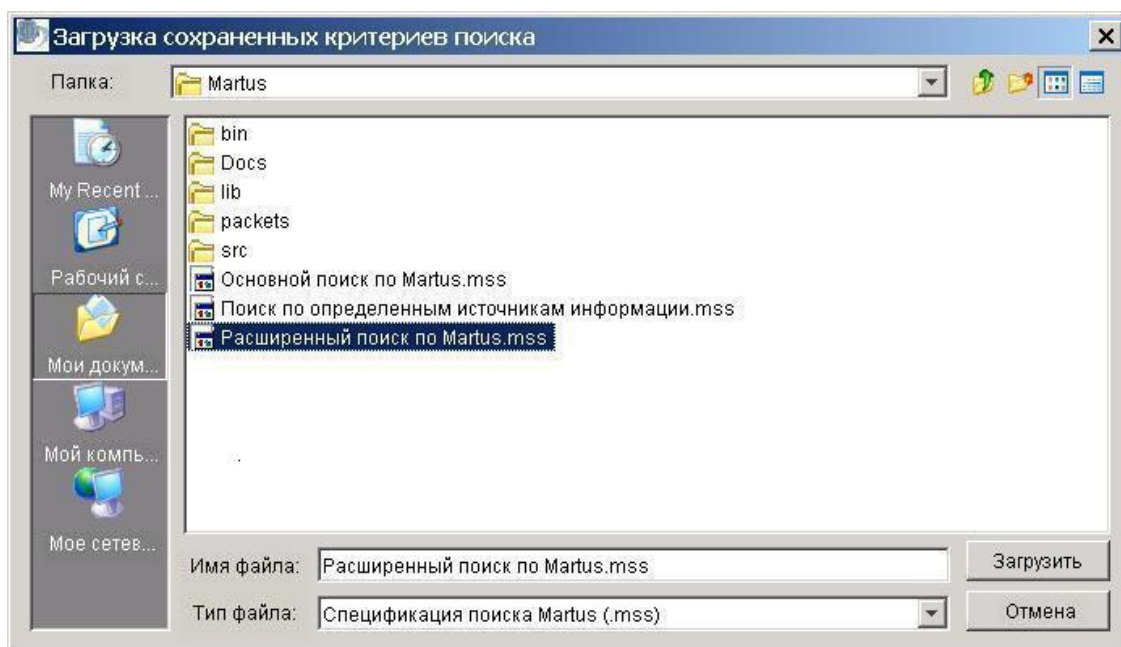 Загрузка сохраненных критериев поиска
Папка: Martus
My Recent ...
Рабочий с...
Мои докум...
Мой компь...
Мое сетев...
bin
Docs
lib
packets
src
Основной поиск по Martus.mss
Поиск по определенным источникам информации.mss
Расширенный поиск по Martus.mss
Имя файла: Расширенный поиск по Martus.mss Загрузить
Тип файла: Спецификация поиска Martus (.mss) Отмена